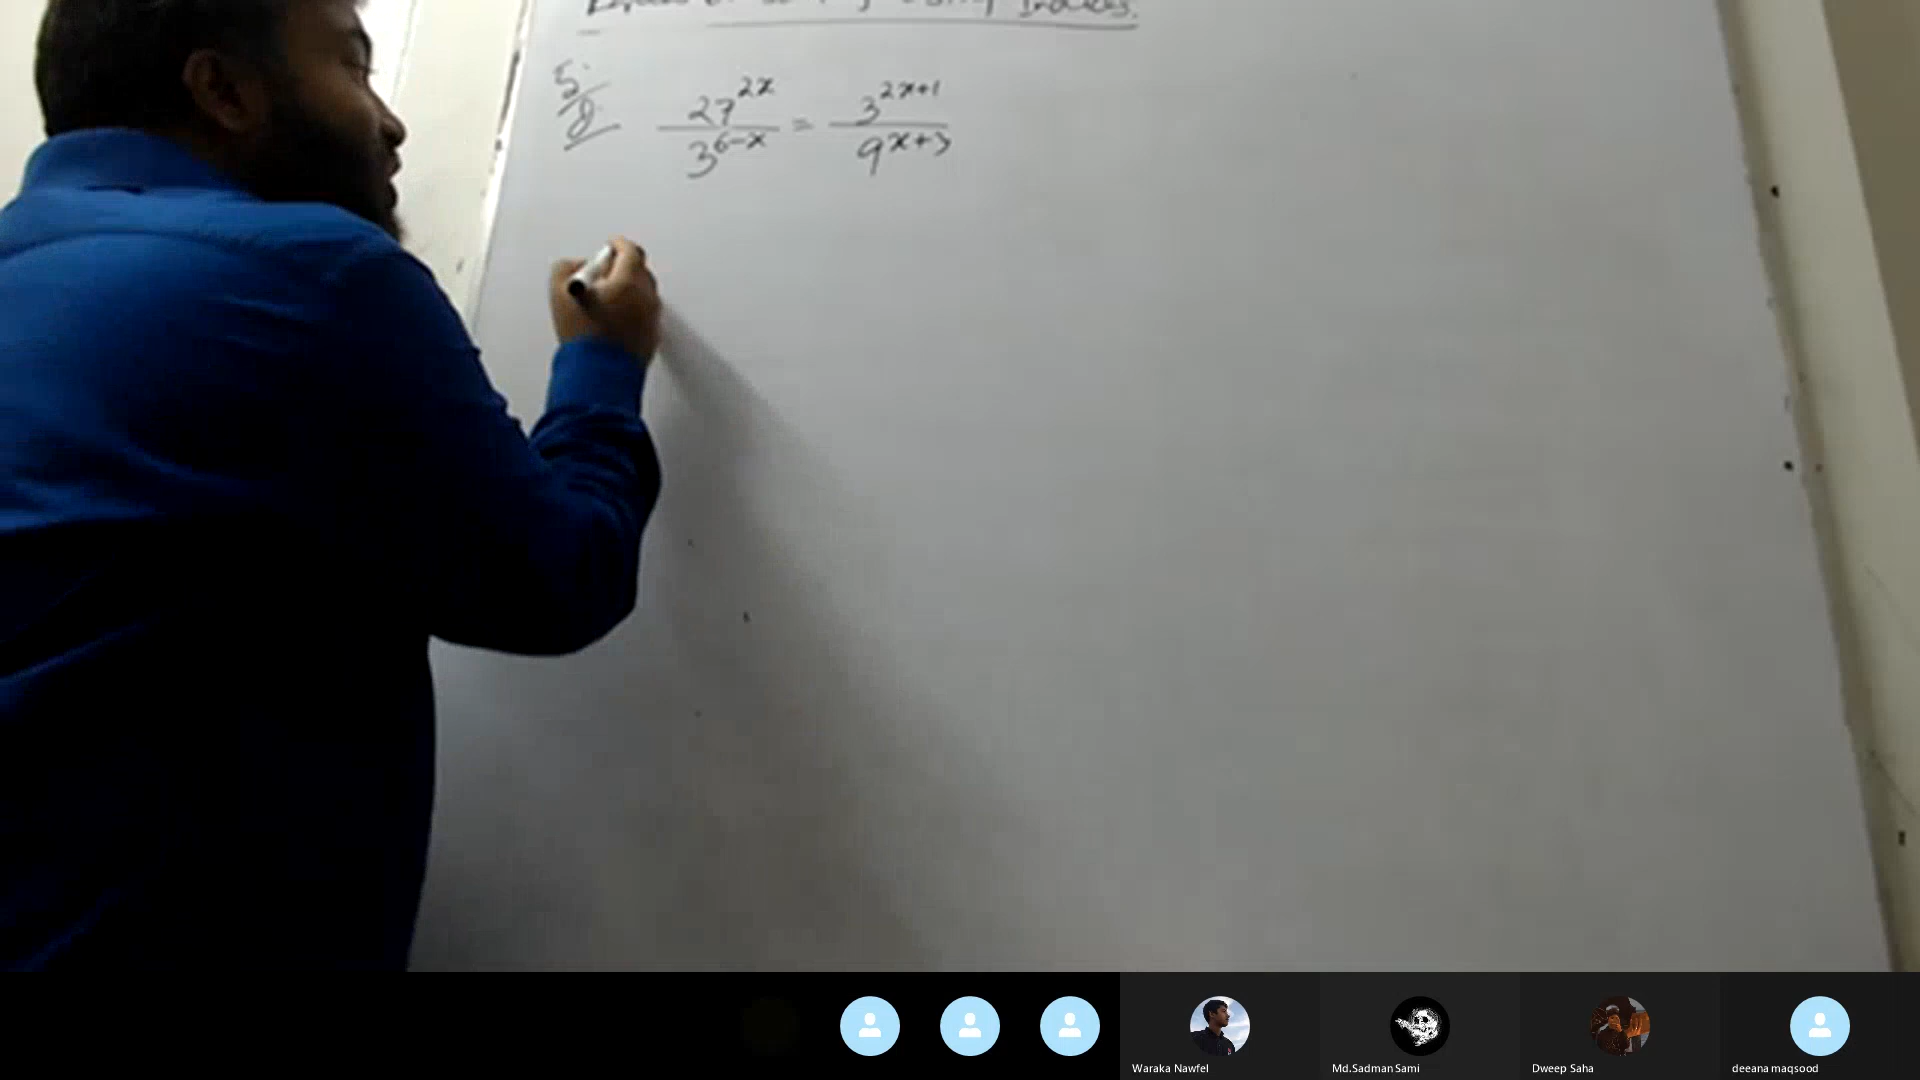 Using Indices.
5/8 27^{2x}/3^{6-x} = 3^{2x+1}/9^{x+3}
Waraka Nawfel
Md.Sadman Sami
Dweep Saha
deeana maqsood